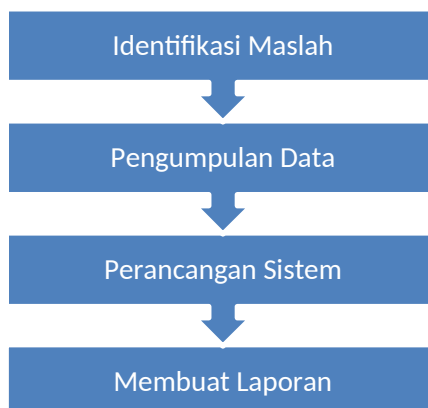 Identifikasi Maslah
Pengumpulan Data
Perancangan Sistem
Membuat Laporan